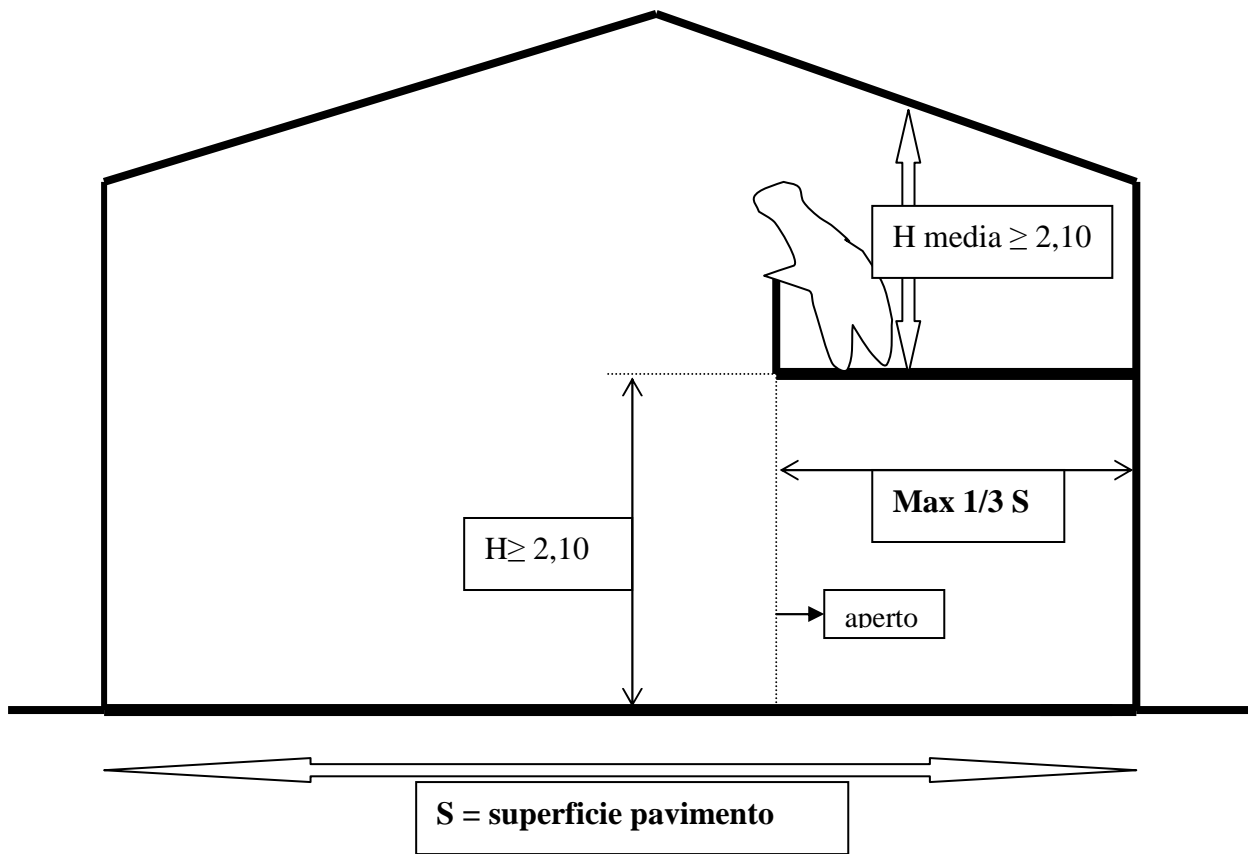 H media ≥ 2,10
Max 1/3 S
H≥ 2,10
aperto
S = superficie pavimento